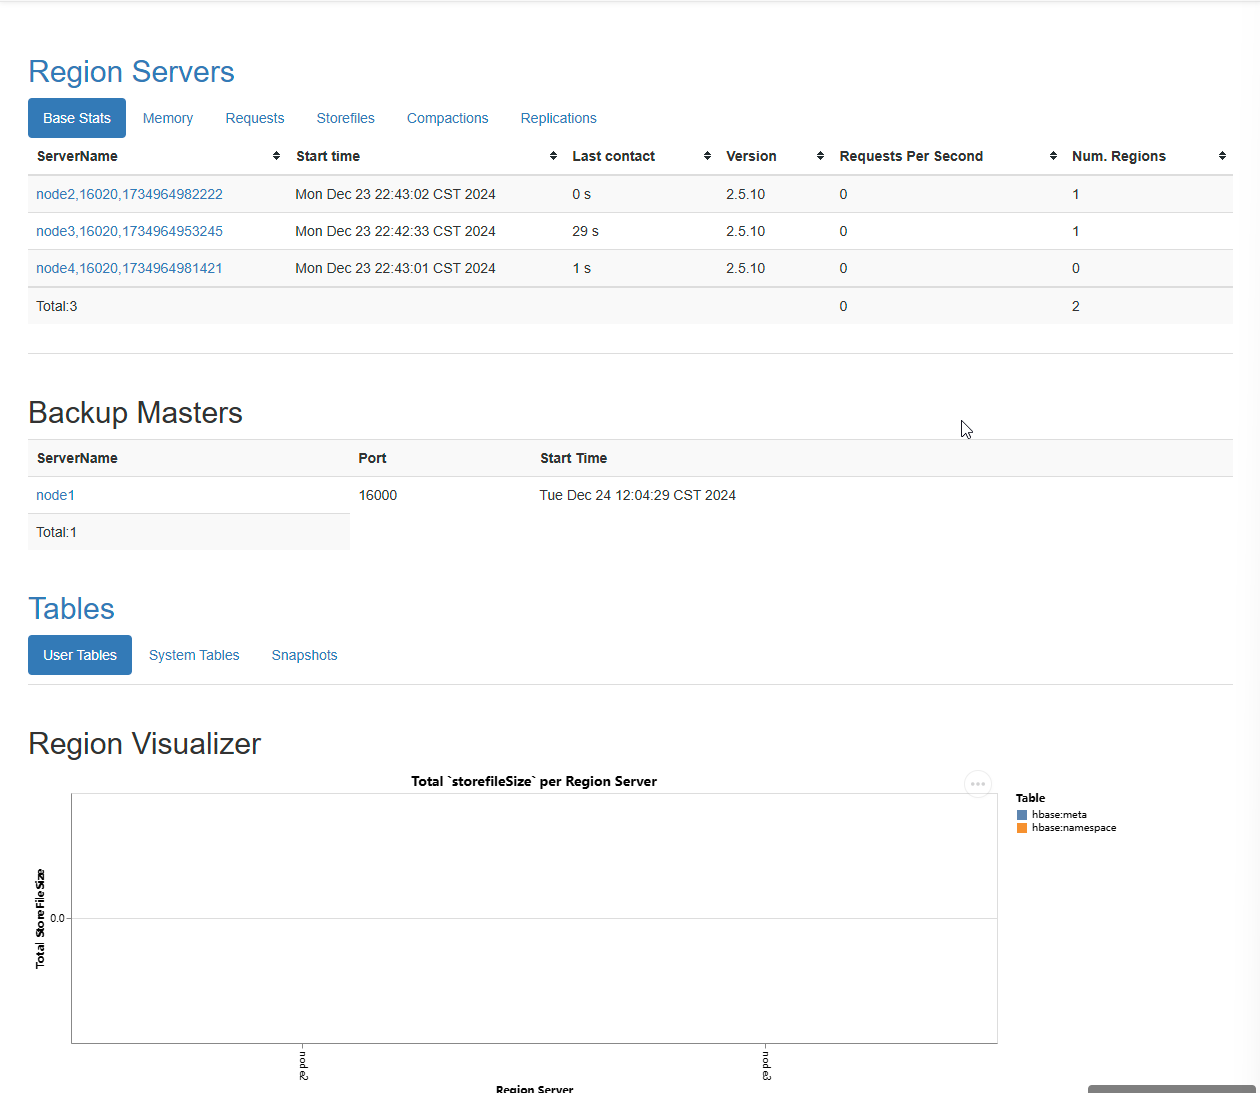 Region Servers
Base Stats Memory Requests Storefiles Compactions Replications
ServerName Start time Last contact Version Requests Per Second Num. Regions
node2,16020,1734964982222 Mon Dec 23 22:43:02 CST 2024 0 s 2.5.10 0 1
node3,16020,1734964953245 Mon Dec 23 22:42:33 CST 2024 29 s 2.5.10 0 1
node4,16020,1734964981421 Mon Dec 23 22:43:01 CST 2024 1 s 2.5.10 0 0
Total:3 0 2
Backup Masters
ServerName Port Start Time
node1 16000 Tue Dec 24 12:04:29 CST 2024
Total:1
Tables
User Tables System Tables Snapshots
Region Visualizer
Total `storefileSize` per Region Server
Table
hbase:meta
hbase:namespace
Total StoreFileSize
0.0
node2 node3
Region Server